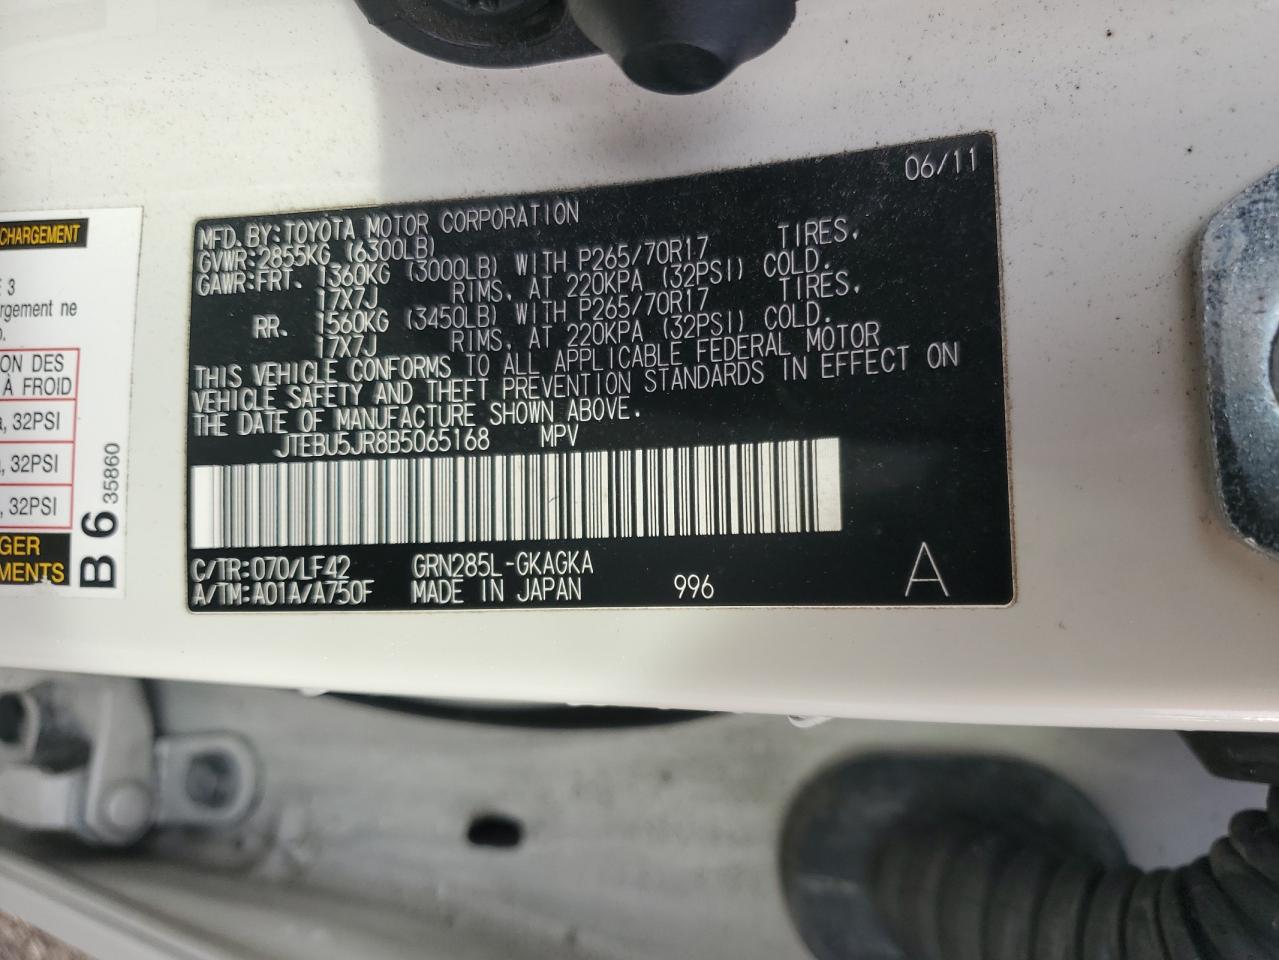 06/11
MFD. BY: TOYOTA MOTOR CORPORATION
GVWR: 2855KG (6300LB)
GAWR: FRT. 1360KG (3000LB) WITH P265/70R17 TIRES,
17X7J RIMS, AT 220KPA (32PSI) COLD.
RR. 1560KG (3450LB) WITH P265/70R17 TIRES,
17X7J RIMS, AT 220KPA (32PSI) COLD.
THIS VEHICLE CONFORMS TO ALL APPLICABLE FEDERAL MOTOR
VEHICLE SAFETY AND THEFT PREVENTION STANDARDS IN EFFECT ON
THE DATE OF MANUFACTURE SHOWN ABOVE.
JTEBU5JR8B5065168 MPV
C/TR: 070/LF42 GRN285L-GKAGKA
A/TM: A01A/A750F MADE IN JAPAN 996 A
CHARGEMENT
3
ne
ON DES
À FROID
, 32PSI
, 32PSI
, 32PSI
GER
MENTS
B 6 35860